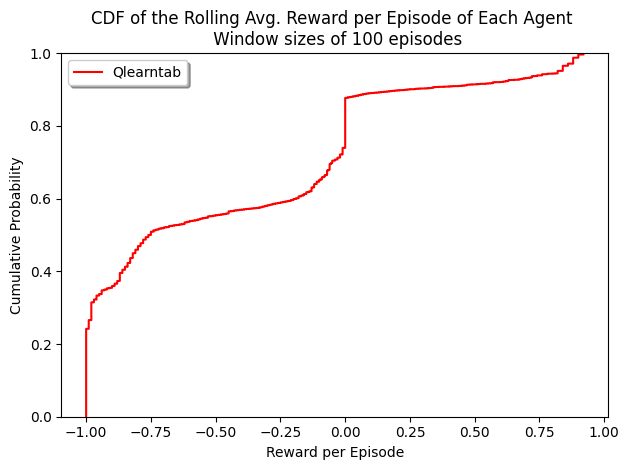 CDF of the Rolling Avg. Reward per Episode of Each Agent
Window sizes of 100 episodes
Qlearntab
Cumulative Probability
1.0
0.8
0.6
0.4
0.2
0.0
−1.00 −0.75 −0.50 −0.25 0.00 0.25 0.50 0.75 1.00
Reward per Episode